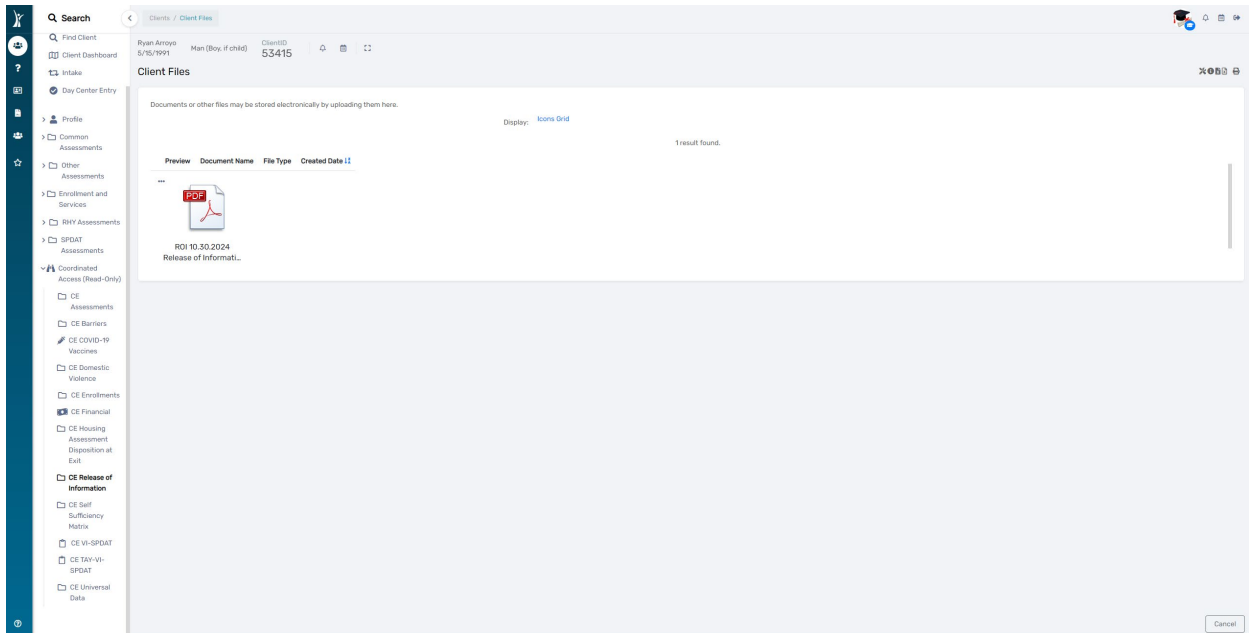 Search
Clients / Client Files
Find Client
Client Dashboard
Intake
Day Center Entry
Profile
Common
Assessments
Other
Assessments
Enrollment and
Services
RHY Assessments
SPDAT
Assessments
Coordinated
Access (Read-Only)
CE
Assessments
CE Barriers
CE COVID-19
Vaccines
CE Domestic
Violence
CE Enrollments
CE Financial
CE Housing
Assessment
Disposition at
Exit
CE Release of
Information
CE Self
Sufficiency
Matrix
CE VI-SPDAT
CE TAY-VI-
SPDAT
CE Universal
Data
Ryan Arroyo
5/15/1991
Man (Boy, if child)
ClientID
53415
Client Files
Documents or other files may be stored electronically by uploading them here.
Display: Icons Grid
1 result found.
Preview Document Name File Type Created Date
...
PDF
ROI 10.30.2024
Release of Informati...
Cancel